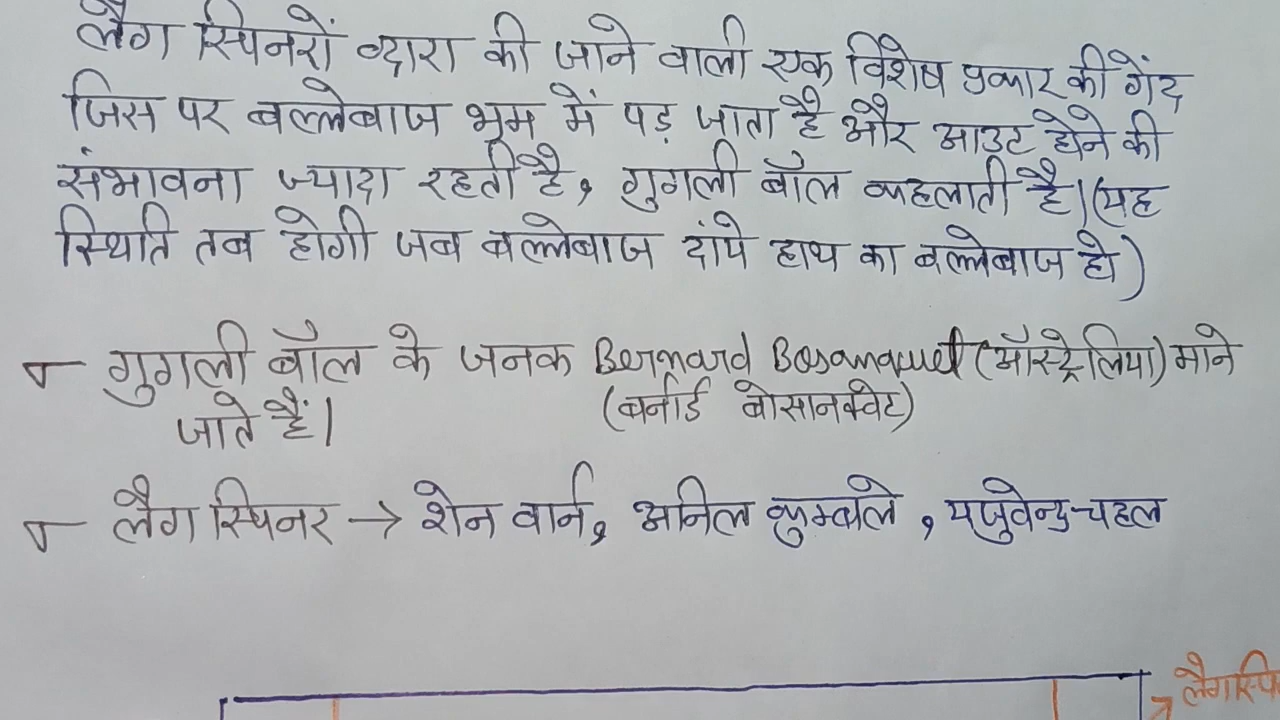 लैग स्पिनरों व्दारा की जाने वाली एक विशेष प्रकार की गेंद
जिस पर बल्लेबाज भ्रम में पड़ जाता है और आउट होने की
संभावना ज्यादा रहती है, गुगली बॉल कहलाती है। (यह
स्थिति तब होगी जब बल्लेबाज दांये हाथ का बल्लेबाज हो)
गुगली बॉल के जनक Bernard Bosanquet (ऑस्ट्रेलिया) माने
जाते हैं। (बर्नार्ड बोसानक्वेट)
लैग स्पिनर → शेन वार्न, अनिल कुम्बले, यजुवेन्द्र चहल
लैग स्पि